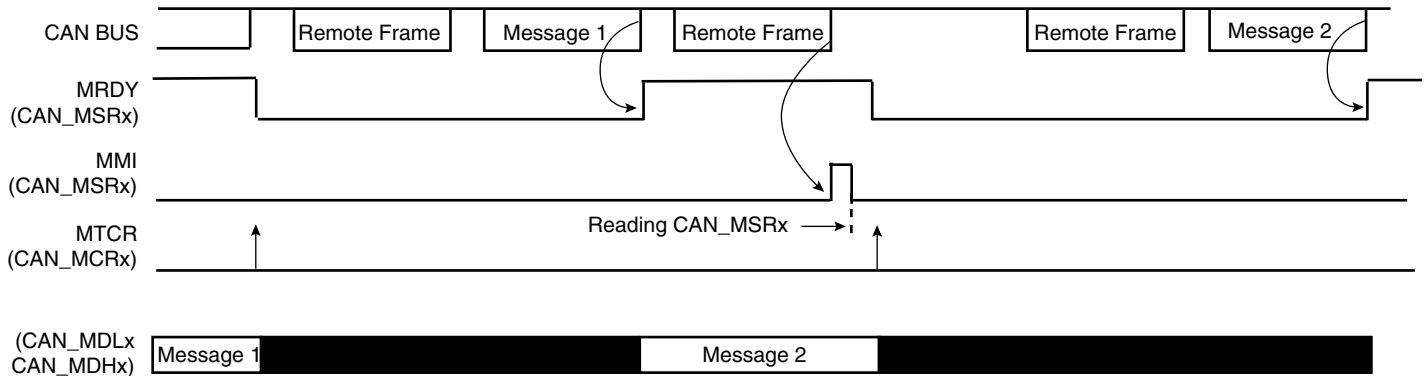 CAN BUS
Remote Frame
Message 1
Remote Frame
Remote Frame
Message 2
MRDY
(CAN_MSRx)
MMI
(CAN_MSRx)
Reading CAN_MSRx
MTCR
(CAN_MCRx)
(CAN_MDLx
CAN_MDHx)
Message 1
Message 2